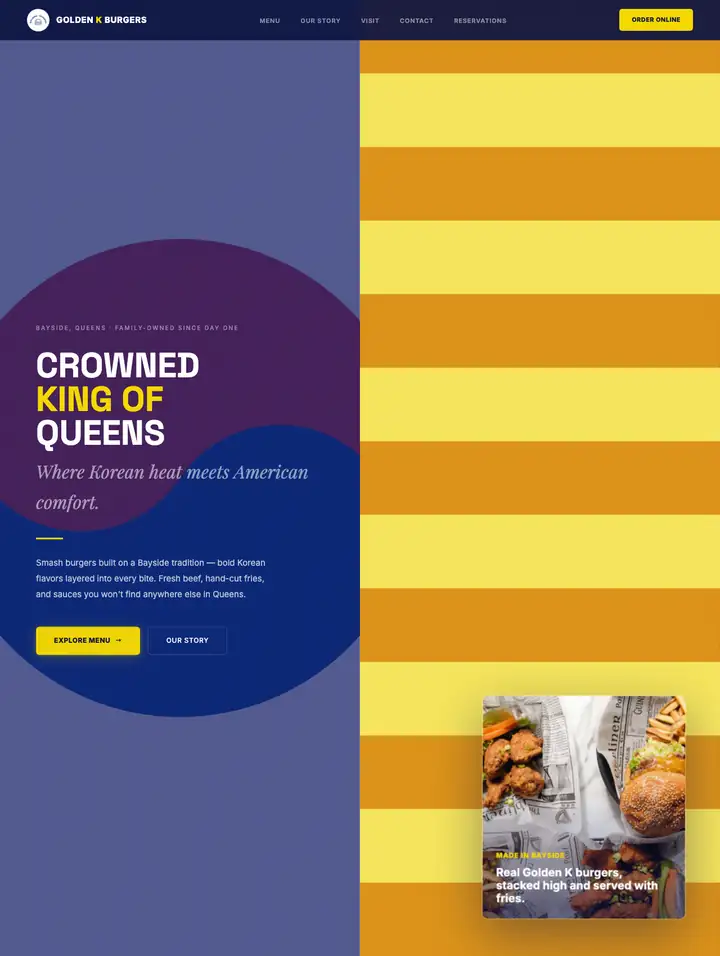 GOLDEN K BURGERS
MENU
OUR STORY
VISIT
CONTACT
RESERVATIONS
ORDER ONLINE
BAYSIDE, QUEENS · FAMILY-OWNED SINCE DAY ONE
CROWNED
KING OF
QUEENS
Where Korean heat meets American
comfort.
Smash burgers built on a Bayside tradition — bold Korean
flavors layered into every bite. Fresh beef, hand-cut fries,
and sauces you won't find anywhere else in Queens.
EXPLORE MENU →
OUR STORY
MADE IN BAYSIDE
Real Golden K burgers,
stacked high and served with
fries.